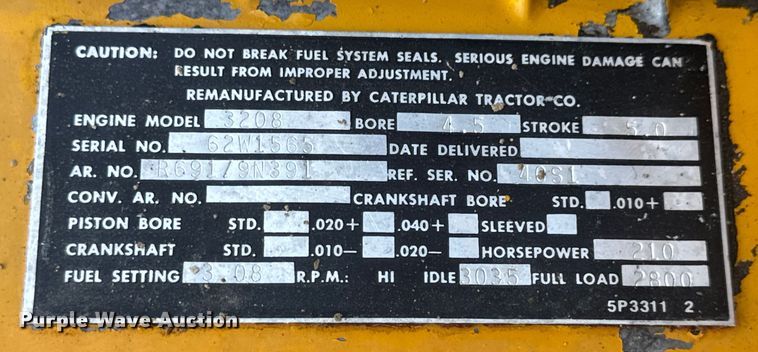 CAUTION: DO NOT BREAK FUEL SYSTEM SEALS. SERIOUS ENGINE DAMAGE CAN
RESULT FROM IMPROPER ADJUSTMENT.
REMANUFACTURED BY CATERPILLAR TRACTOR CO.
ENGINE MODEL 3208 BORE 4.5 STROKE 5.0
SERIAL NO. 62W1565 DATE DELIVERED
AR. NO. R691/9N391 REF. SER. NO. 40S1
CONV. AR. NO. CRANKSHAFT BORE STD. .010+
PISTON BORE STD. .020+ .040+ SLEEVED
CRANKSHAFT STD. .010- .020- HORSEPOWER 210
FUEL SETTING 3.08 R.P.M.: HI IDLE 3035 FULL LOAD 2800
5P3311 2
Purple Wave Auction